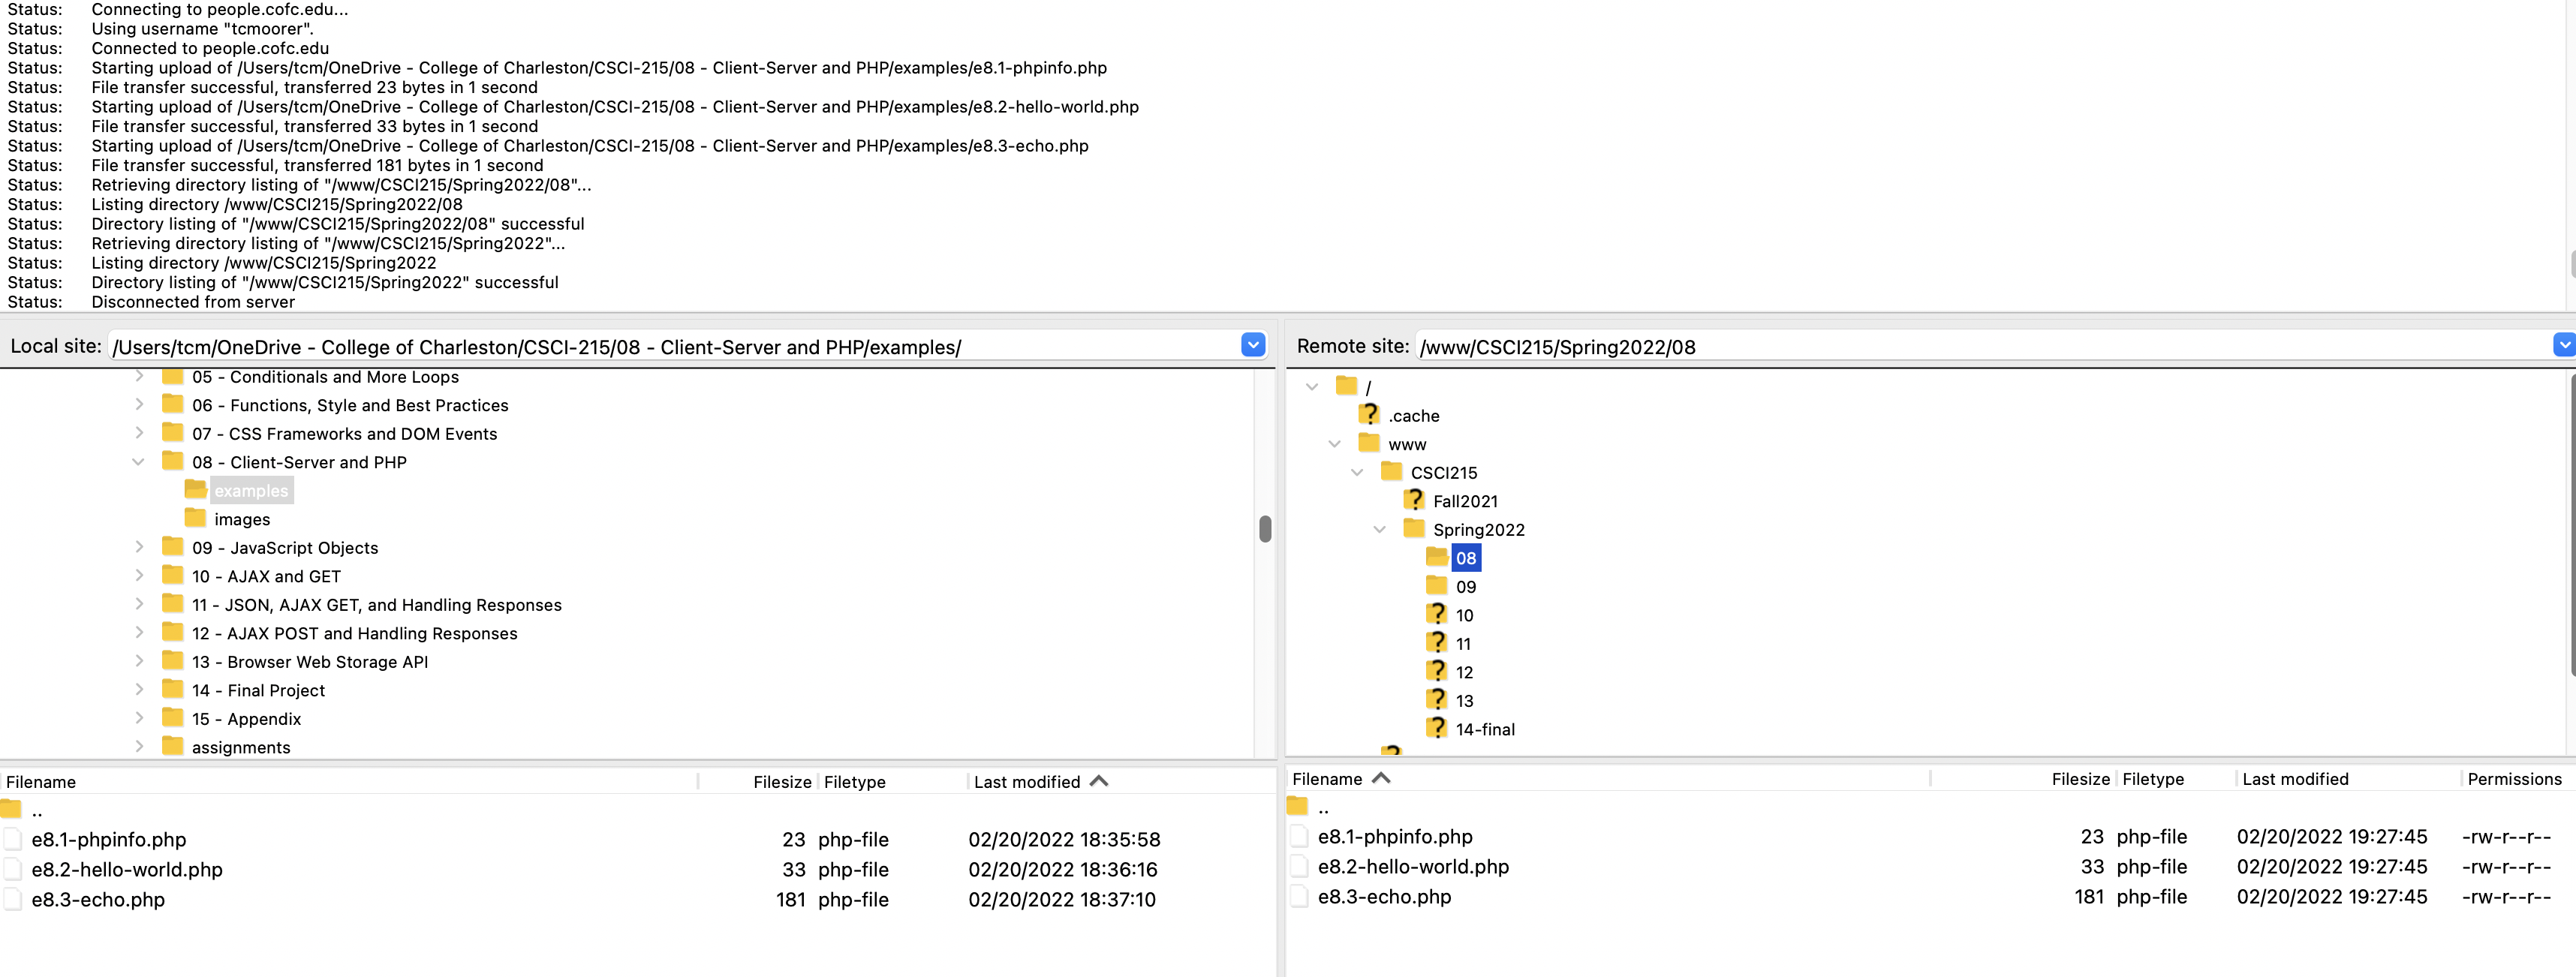 Status: Connecting to people.cofc.edu...
Status: Using username "tcmoorer".
Status: Connected to people.cofc.edu
Status: Starting upload of /Users/tcm/OneDrive - College of Charleston/CSCI-215/08 - Client-Server and PHP/examples/e8.1-phpinfo.php
Status: File transfer successful, transferred 23 bytes in 1 second
Status: Starting upload of /Users/tcm/OneDrive - College of Charleston/CSCI-215/08 - Client-Server and PHP/examples/e8.2-hello-world.php
Status: File transfer successful, transferred 33 bytes in 1 second
Status: Starting upload of /Users/tcm/OneDrive - College of Charleston/CSCI-215/08 - Client-Server and PHP/examples/e8.3-echo.php
Status: File transfer successful, transferred 181 bytes in 1 second
Status: Retrieving directory listing of "/www/CSCI215/Spring2022/08"...
Status: Listing directory /www/CSCI215/Spring2022/08
Status: Directory listing of "/www/CSCI215/Spring2022/08" successful
Status: Retrieving directory listing of "/www/CSCI215/Spring2022"...
Status: Listing directory /www/CSCI215/Spring2022
Status: Directory listing of "/www/CSCI215/Spring2022" successful
Status: Disconnected from server
Local site: /Users/tcm/OneDrive - College of Charleston/CSCI-215/08 - Client-Server and PHP/examples/
05 - Conditionals and More Loops
06 - Functions, Style and Best Practices
07 - CSS Frameworks and DOM Events
08 - Client-Server and PHP
examples
images
09 - JavaScript Objects
10 - AJAX and GET
11 - JSON, AJAX GET, and Handling Responses
12 - AJAX POST and Handling Responses
13 - Browser Web Storage API
14 - Final Project
15 - Appendix
assignments
Filename Filesize Filetype Last modified
..
e8.1-phpinfo.php 23 php-file 02/20/2022 18:35:58
e8.2-hello-world.php 33 php-file 02/20/2022 18:36:16
e8.3-echo.php 181 php-file 02/20/2022 18:37:10
Remote site: /www/CSCI215/Spring2022/08
/
? .cache
www
CSCI215
? Fall2021
Spring2022
08
09
? 10
? 11
? 12
? 13
? 14-final
?
Filename Filesize Filetype Last modified Permissions
..
e8.1-phpinfo.php 23 php-file 02/20/2022 19:27:45 -rw-r--r--
e8.2-hello-world.php 33 php-file 02/20/2022 19:27:45 -rw-r--r--
e8.3-echo.php 181 php-file 02/20/2022 19:27:45 -rw-r--r--